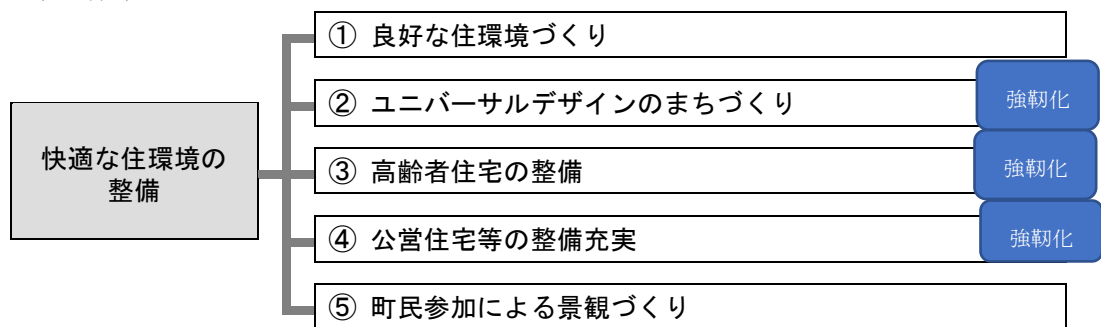 快適な住環境の
整備
① 良好な住環境づくり
② ユニバーサルデザインのまちづくり
強靭化
③ 高齢者住宅の整備
強靭化
④ 公営住宅等の整備充実
強靭化
⑤ 町民参加による景観づくり